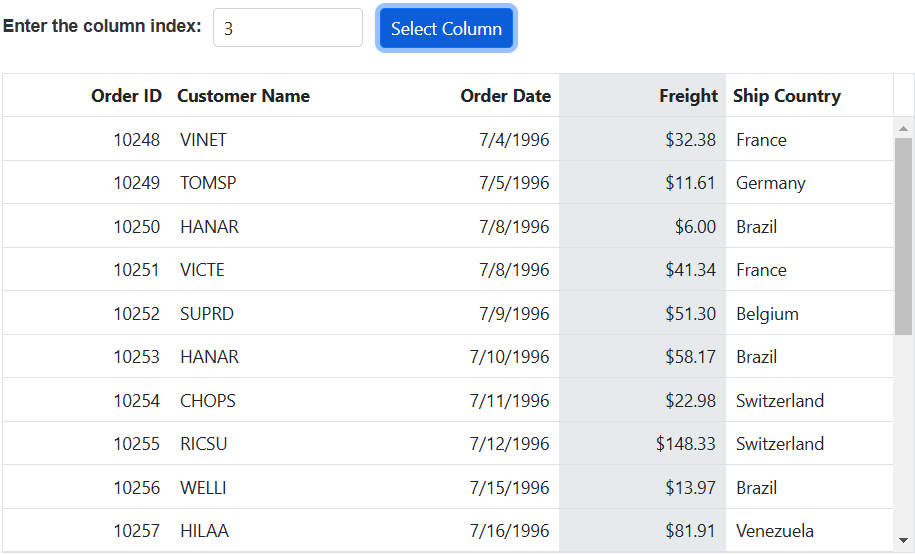 Enter the column index: 3 Select Column
Order ID Customer Name Order Date Freight Ship Country
10248 VINET 7/4/1996 $32.38 France
10249 TOMSP 7/5/1996 $11.61 Germany
10250 HANAR 7/8/1996 $6.00 Brazil
10251 VICTE 7/8/1996 $41.34 France
10252 SUPRD 7/9/1996 $51.30 Belgium
10253 HANAR 7/10/1996 $58.17 Brazil
10254 CHOPS 7/11/1996 $22.98 Switzerland
10255 RICSU 7/12/1996 $148.33 Switzerland
10256 WELLI 7/15/1996 $13.97 Brazil
10257 HILAA 7/16/1996 $81.91 Venezuela